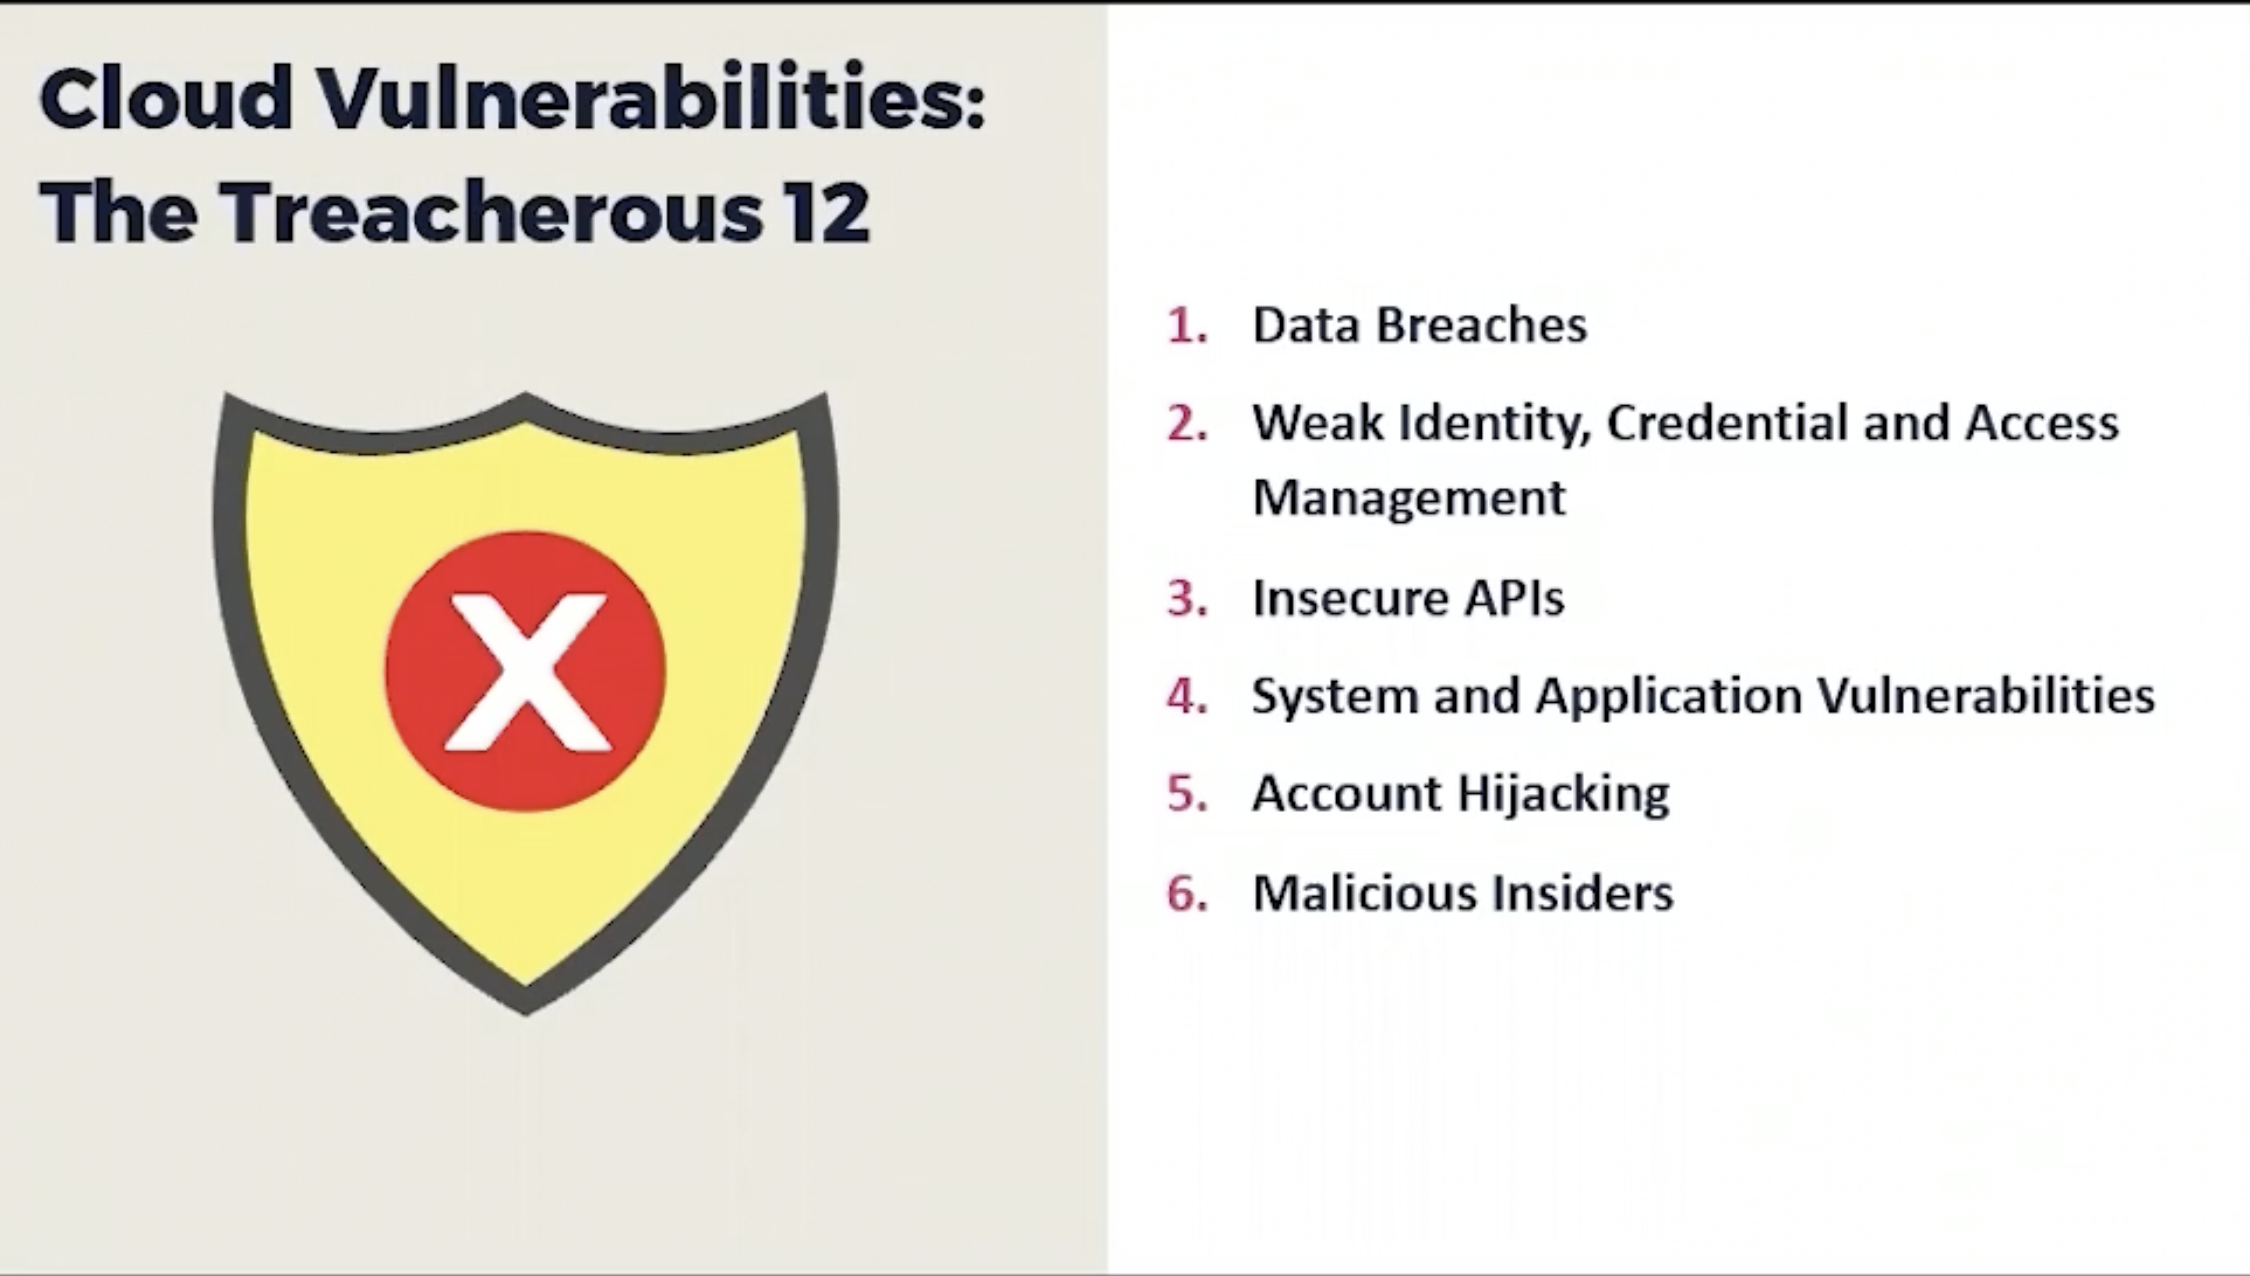 Cloud Vulnerabilities:
The Treacherous 12
X
1. Data Breaches
2. Weak Identity, Credential and Access
Management
3. Insecure APIs
4. System and Application Vulnerabilities
5. Account Hijacking
6. Malicious Insiders